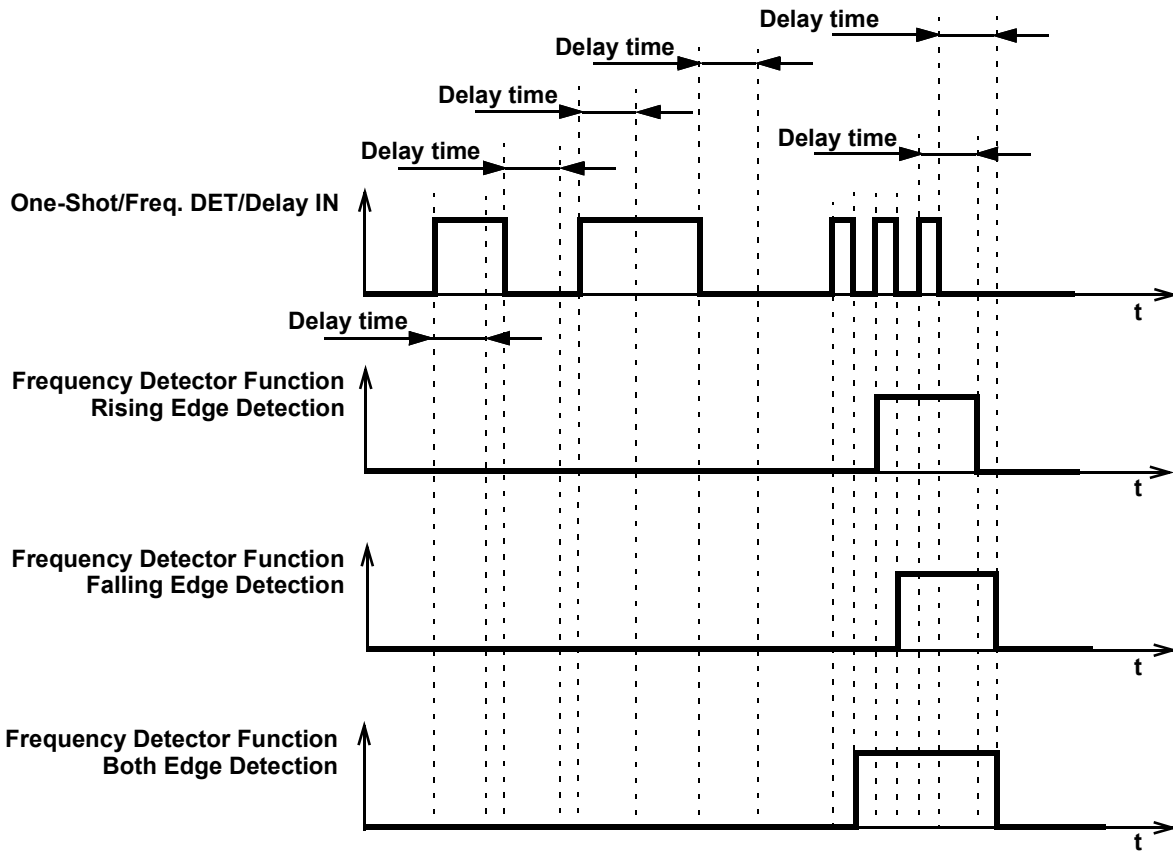 Delay time
Delay time
Delay time
Delay time
Delay time
One-Shot/Freq. DET/Delay IN
t
Delay time
Frequency Detector Function
Rising Edge Detection
t
Frequency Detector Function
Falling Edge Detection
t
Frequency Detector Function
Both Edge Detection
t